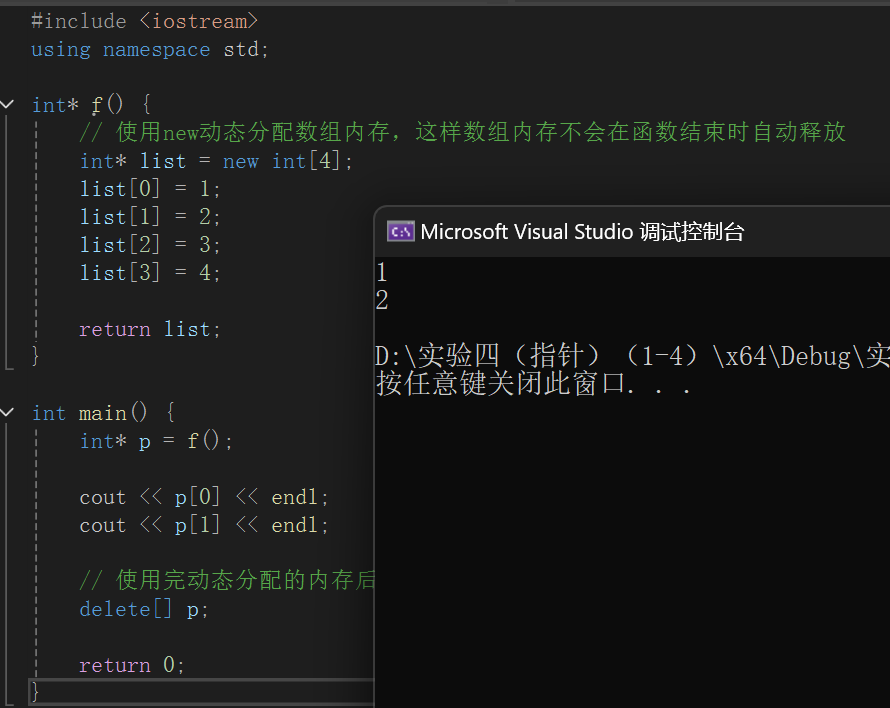 #include <iostream>
using namespace std;
int* f() {
// 使用new动态分配数组内存，这样数组内存不会在函数结束时自动释放
int* list = new int[4];
list[0] = 1;
list[1] = 2;
list[2] = 3;
list[3] = 4;
return list;
}
int main() {
int* p = f();
cout << p[0] << endl;
cout << p[1] << endl;
// 使用完动态分配的内存后
delete[] p;
return 0;
}
Microsoft Visual Studio 调试控制台
1
2
D:\实验四（指针）（1-4）\x64\Debug\实
按任意键关闭此窗口. . .